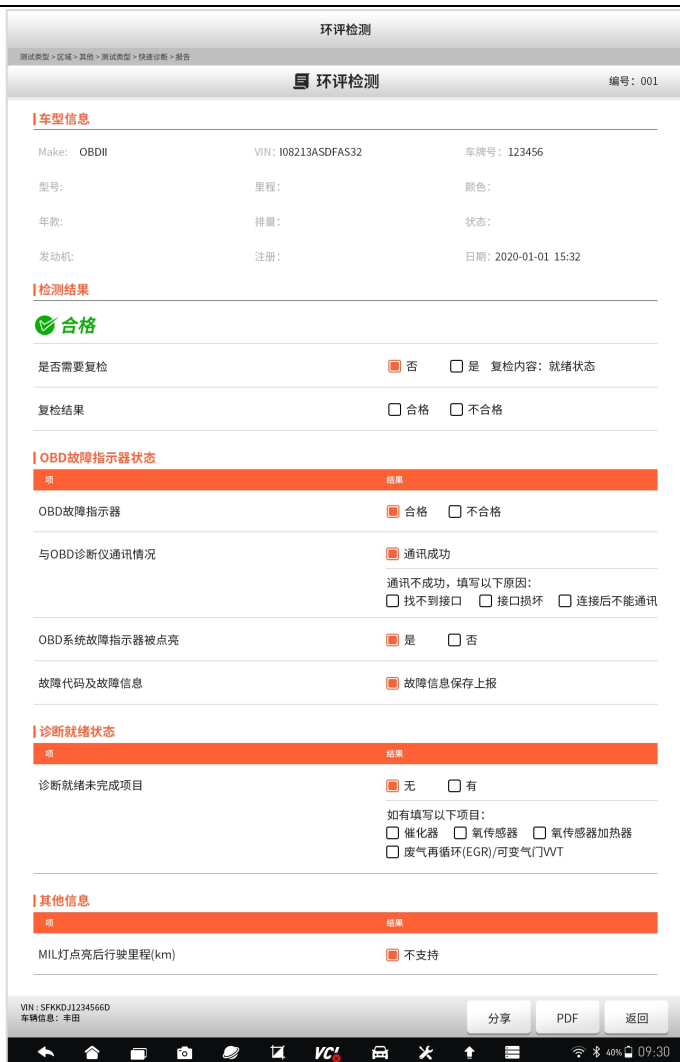 环评检测
测试类型 > 区域 > 其他 > 测试类型 > 快速诊断 > 报告
环评检测 编号：001
车型信息
Make: OBDII VIN: I08213ASDFAS32 车牌号：123456
型号: 里程： 颜色：
年款: 排量： 状态：
发动机: 注册： 日期：2020-01-01 15:32
检测结果
合格
是否需要复检 否 是 复检内容：就绪状态
复检结果 合格 不合格
OBD故障指示器状态
项 结果
OBD故障指示器 合格 不合格
与OBD诊断仪通讯情况 通讯成功
通讯不成功，填写以下原因：
找不到接口 接口损坏 连接后不能通讯
OBD系统故障指示器被点亮 是 否
故障代码及故障信息 故障信息保存上报
诊断就绪状态
项 结果
诊断就绪未完成项目 无 有
如有填写以下项目：
催化器 氧传感器 氧传感器加热器
废气再循环(EGR)/可变气门VVT
其他信息
项 结果
MIL灯点亮后行驶里程(km) 不支持
VIN : SFKKDJ1234566D
车辆信息：丰田
分享 PDF 返回
VCI 40% 09:30